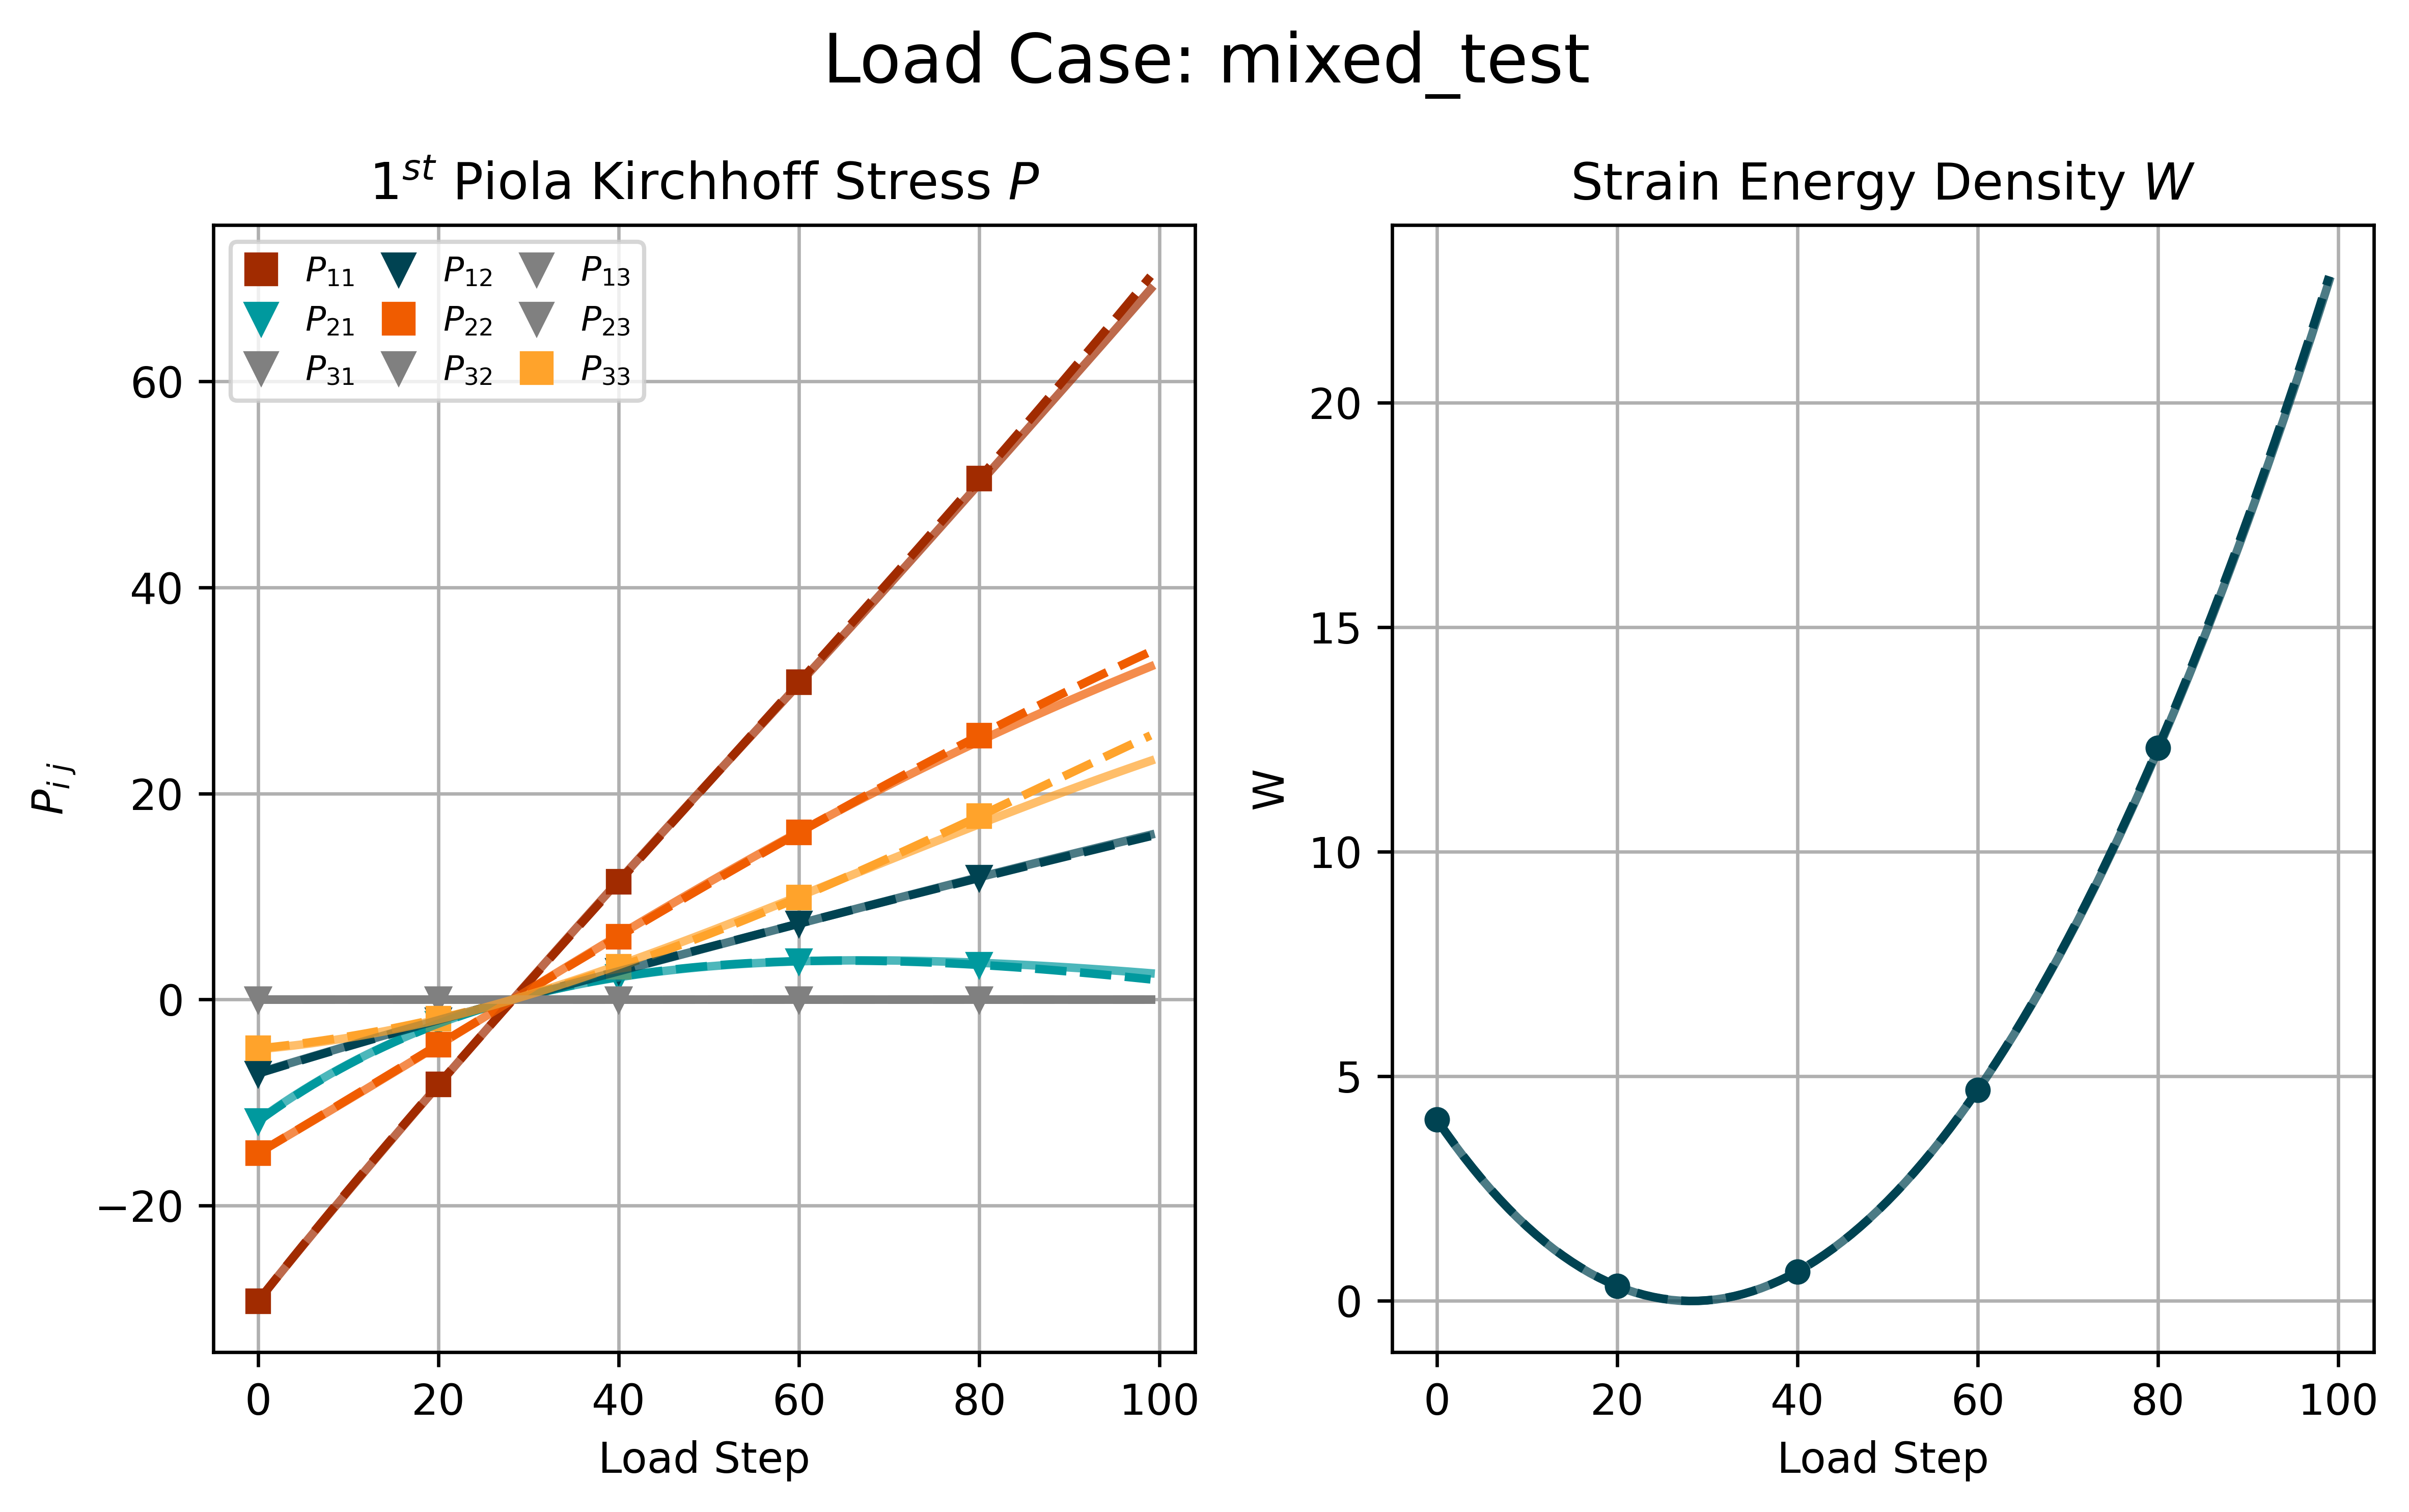 Load Case: mixed_test
1st Piola Kirchhoff Stress P
P11 P12 P13
P21 P22 P23
P31 P32 P33
60
40
20
0
−20
Pi j
0 20 40 60 80 100
Load Step
Strain Energy Density W
20
15
10
5
0
W
0 20 40 60 80 100
Load Step